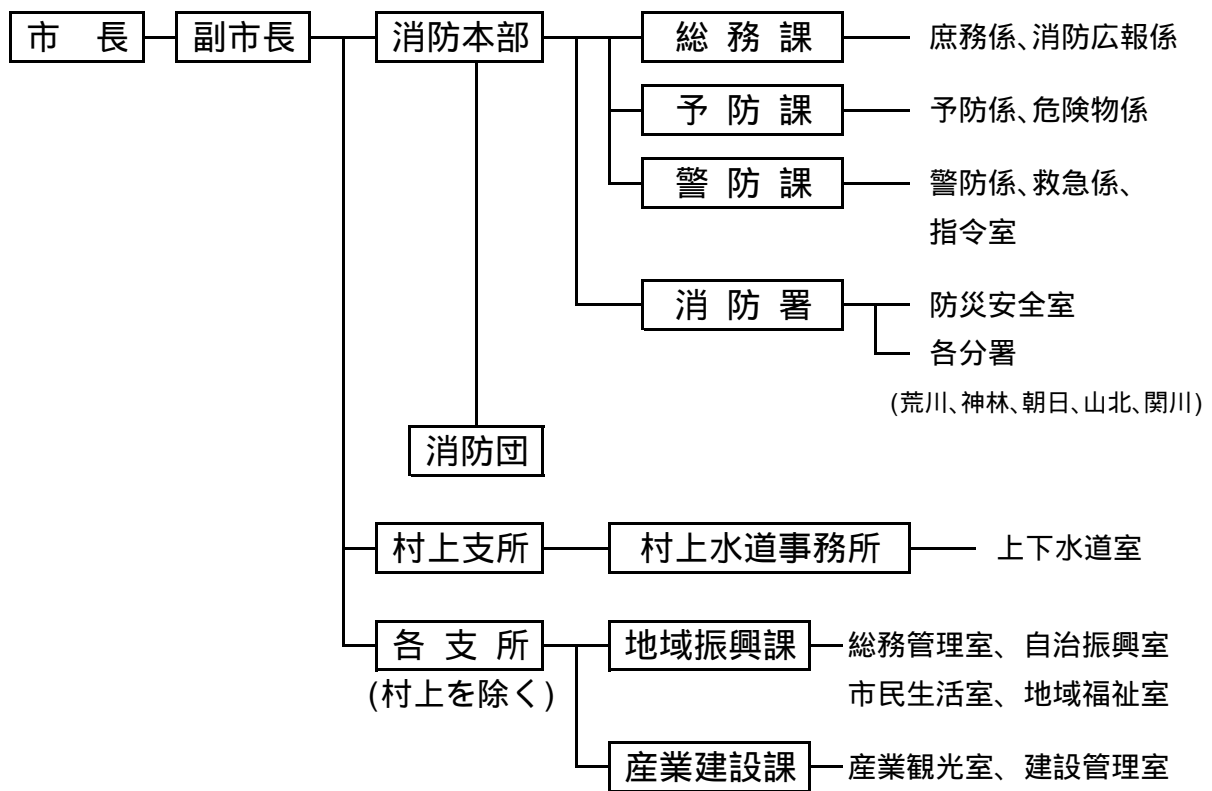 市　長 副市長 消防本部 総務課 庶務係、消防広報係
予防課 予防係、危険物係
警防課 警防係、救急係、
指令室
消防署 防災安全室
各分署
(荒川、神林、朝日、山北、関川)
消防団
村上支所 村上水道事務所 上下水道室
各支所 地域振興課 総務管理室、自治振興室
(村上を除く) 市民生活室、地域福祉室
産業建設課 産業観光室、建設管理室